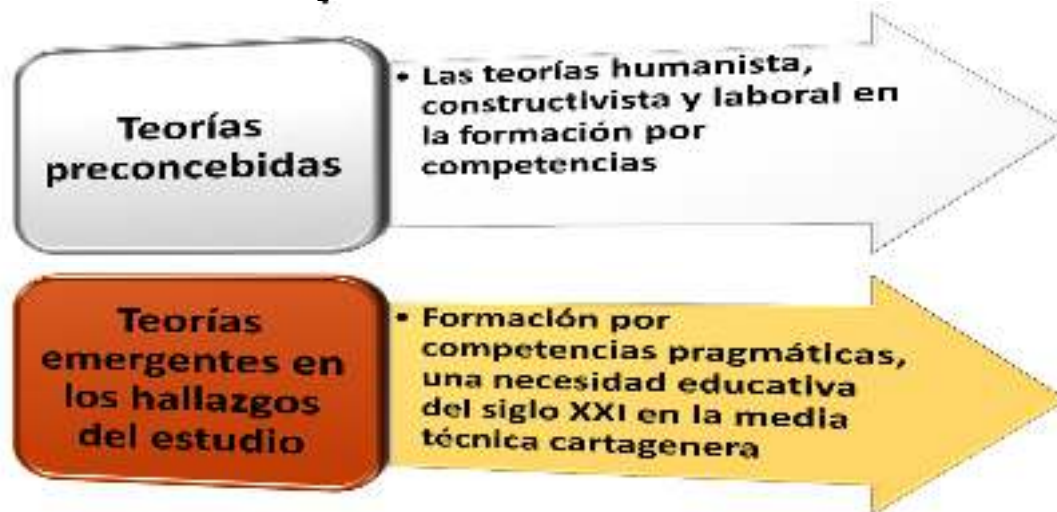 Teorías
preconcebidas
• Las teorías humanista,
constructivista y laboral en
la formación por
competencias
Teorías
emergentes en
los hallazgos
del estudio
• Formación por
competencias pragmáticas,
una necesidad educativa
del siglo XXI en la media
técnica cartagenera